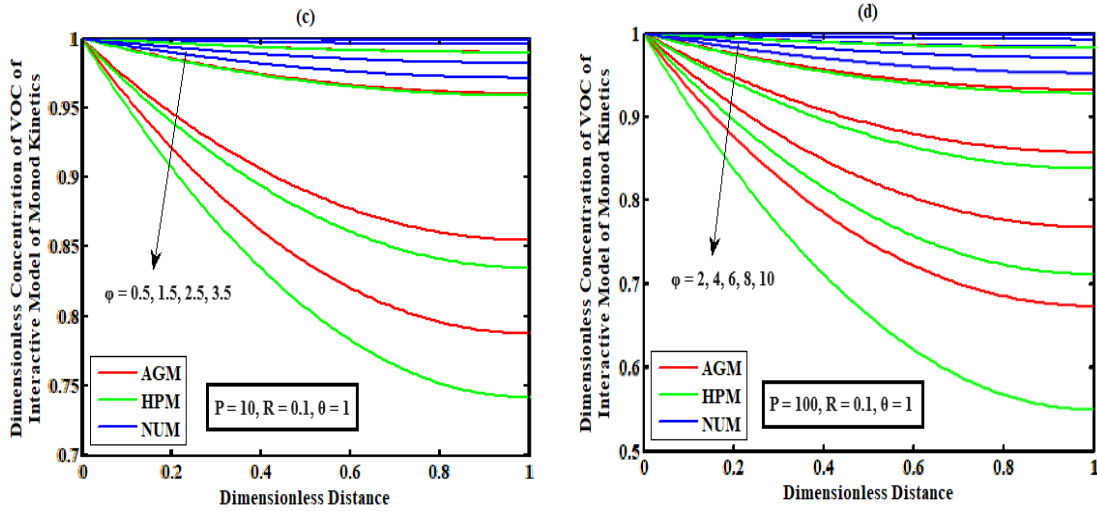 (c)
Dimensionless Concentration of VOC of
Interactive Model of Monod Kinetics
1
0.95
0.9
0.85
0.8
0.75
0.7
φ = 0.5, 1.5, 2.5, 3.5
AGM
HPM
NUM
P = 10, R = 0.1, θ = 1
0 0.2 0.4 0.6 0.8 1
Dimensionless Distance
(d)
Dimensionless Concentration of VOC of
Interactive Model of Monod Kinetics
1
0.9
0.8
0.7
0.6
0.5
φ = 2, 4, 6, 8, 10
AGM
HPM
NUM
P = 100, R = 0.1, θ = 1
0 0.2 0.4 0.6 0.8 1
Dimensionless Distance